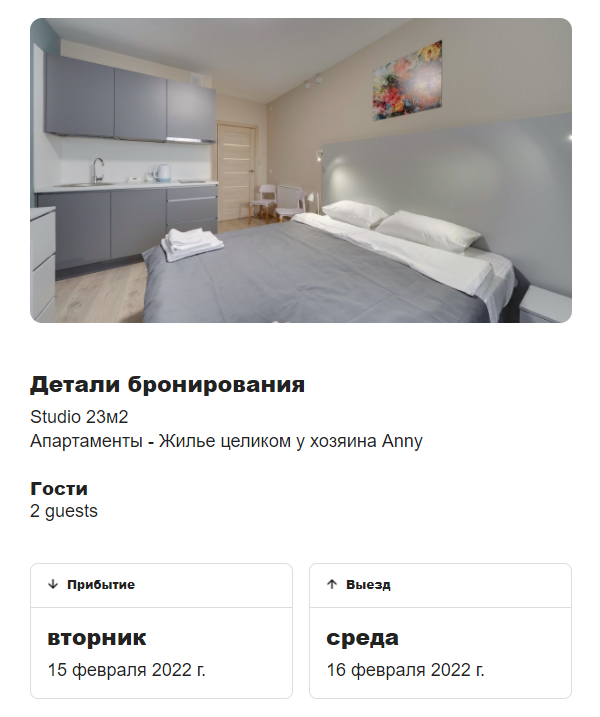 Детали бронирования
Studio 23м2
Апартаменты - Жилье целиком у хозяина Anny
Гости
2 guests
Прибытие
вторник
15 февраля 2022 г.
Выезд
среда
16 февраля 2022 г.